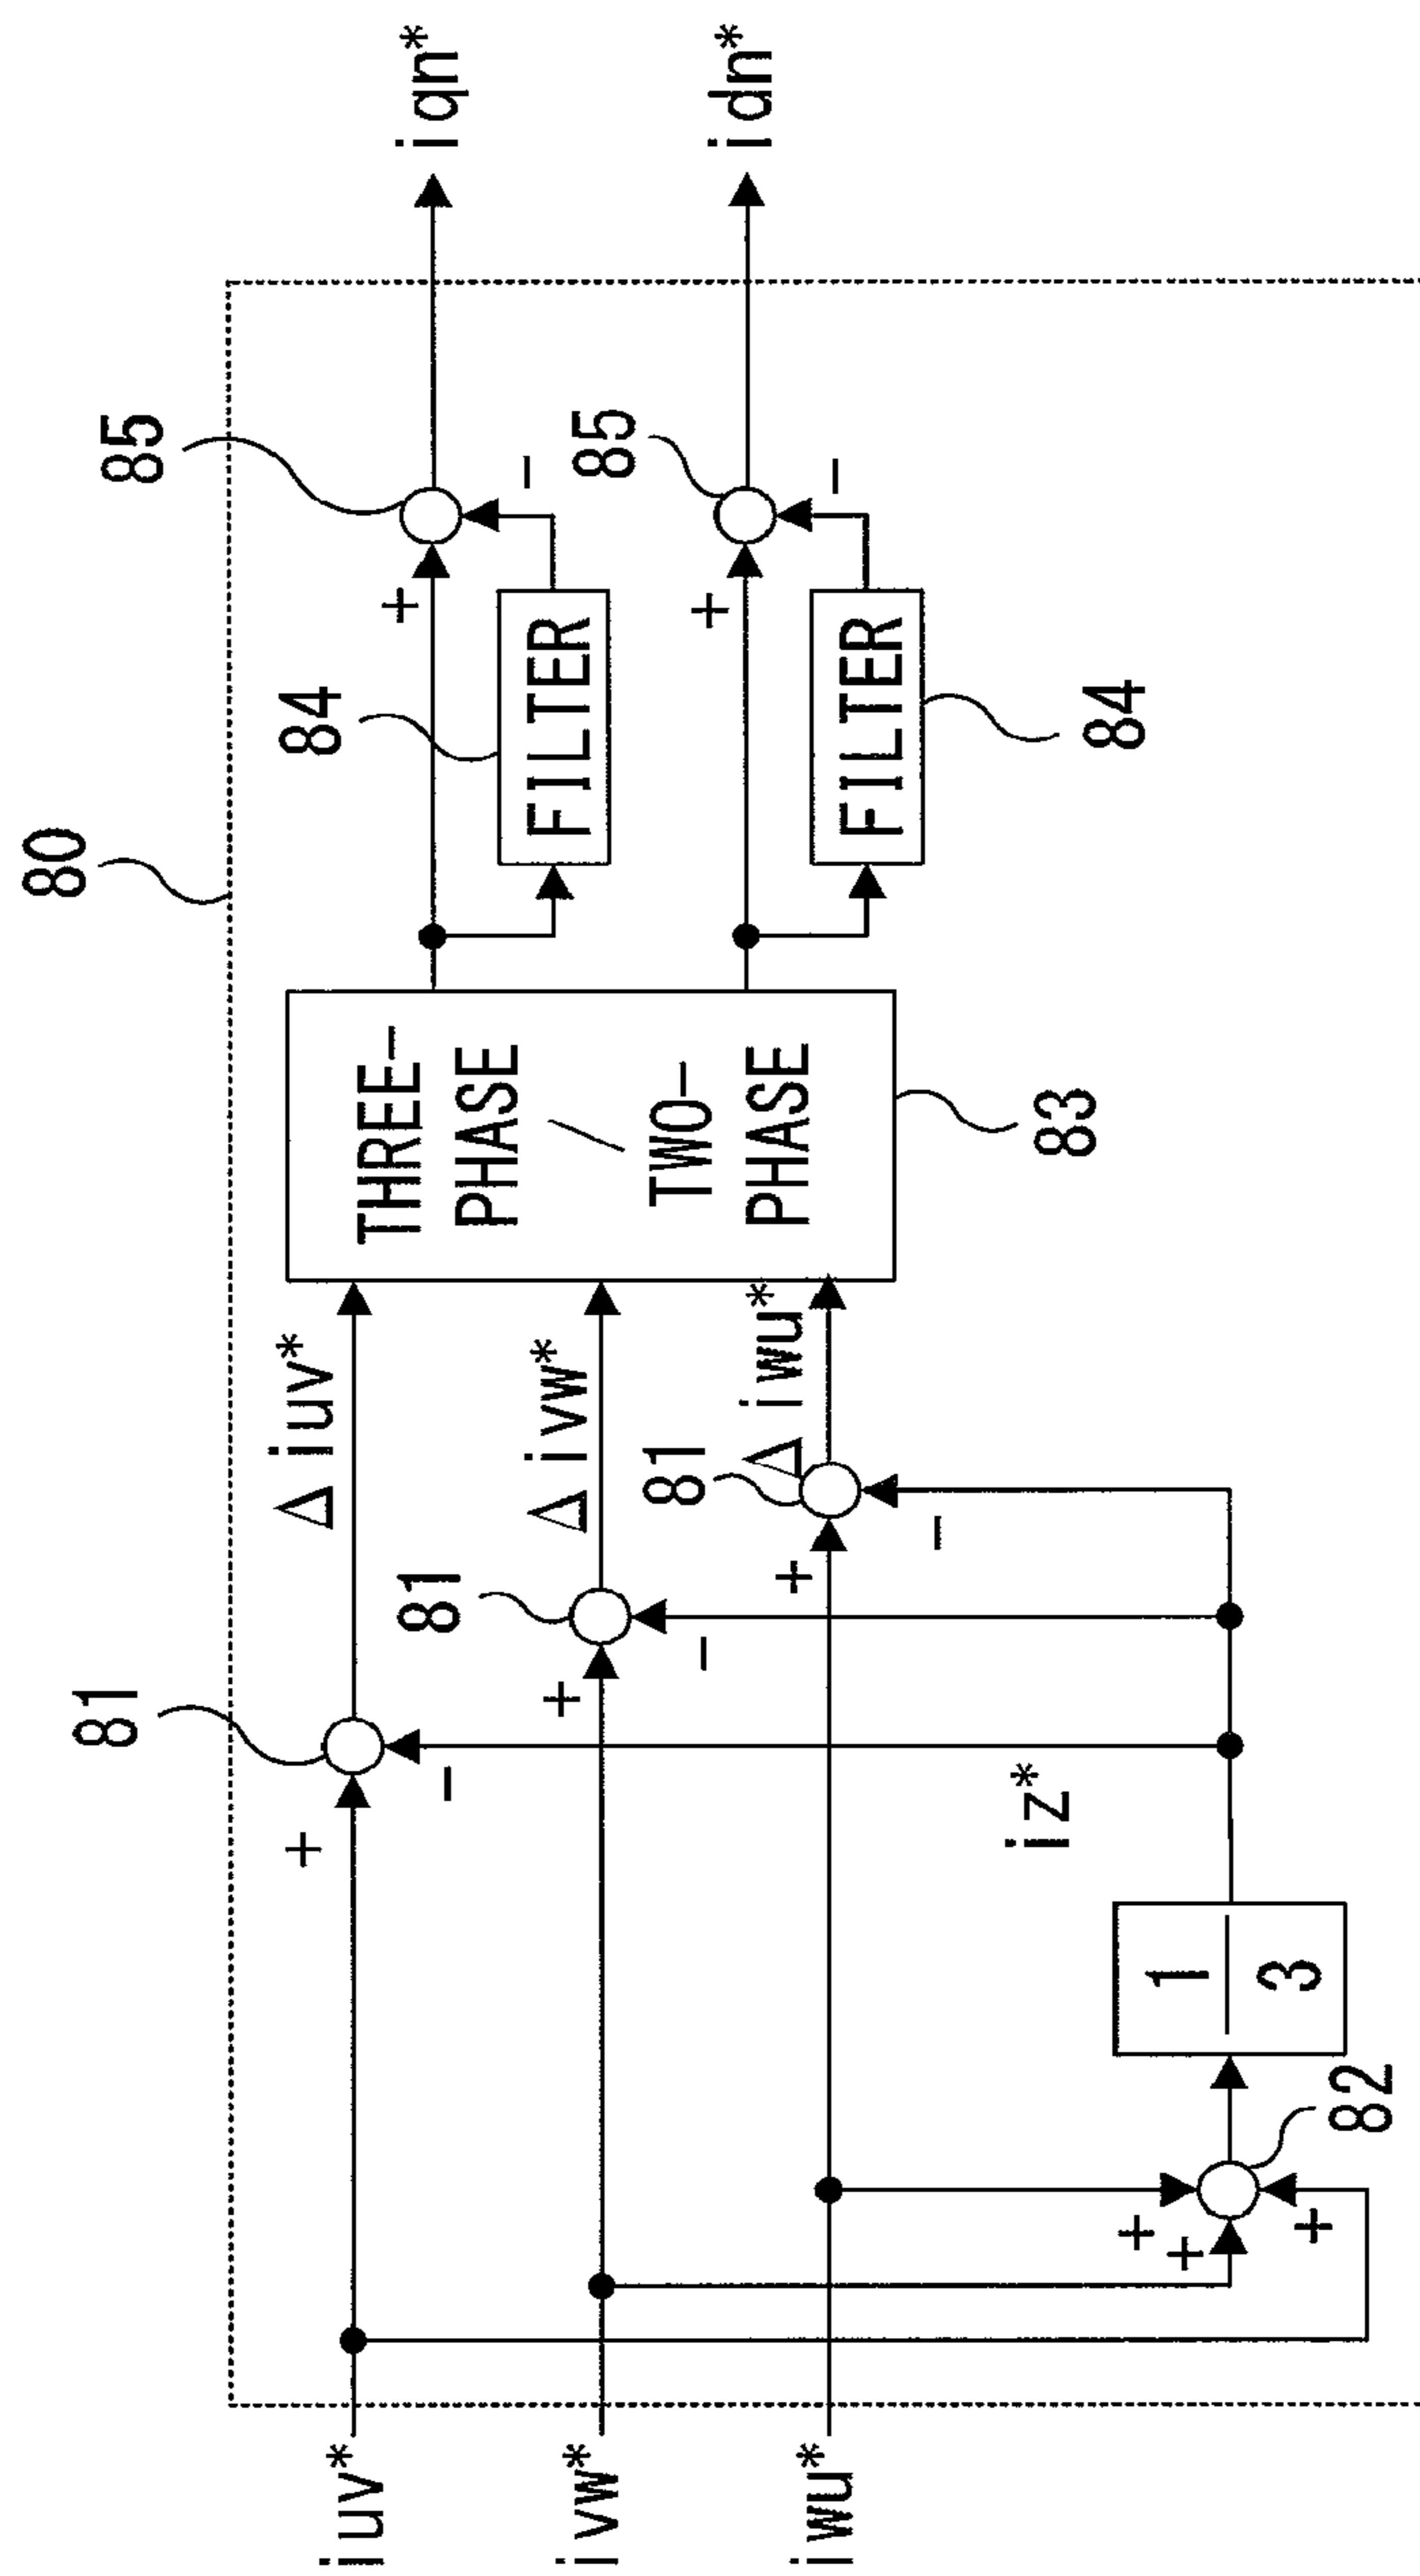 80
iuv*
ivw*
iwu*
+
+
+
+
+
+
82
1
3
iz*
81
81
81
-
-
-
Δiuv*
Δivw*
Δiwu*
THREE-
PHASE
/
TWO-
PHASE
83
84
FILTER
84
FILTER
+
+
85
85
-
-
iqn*
idn*